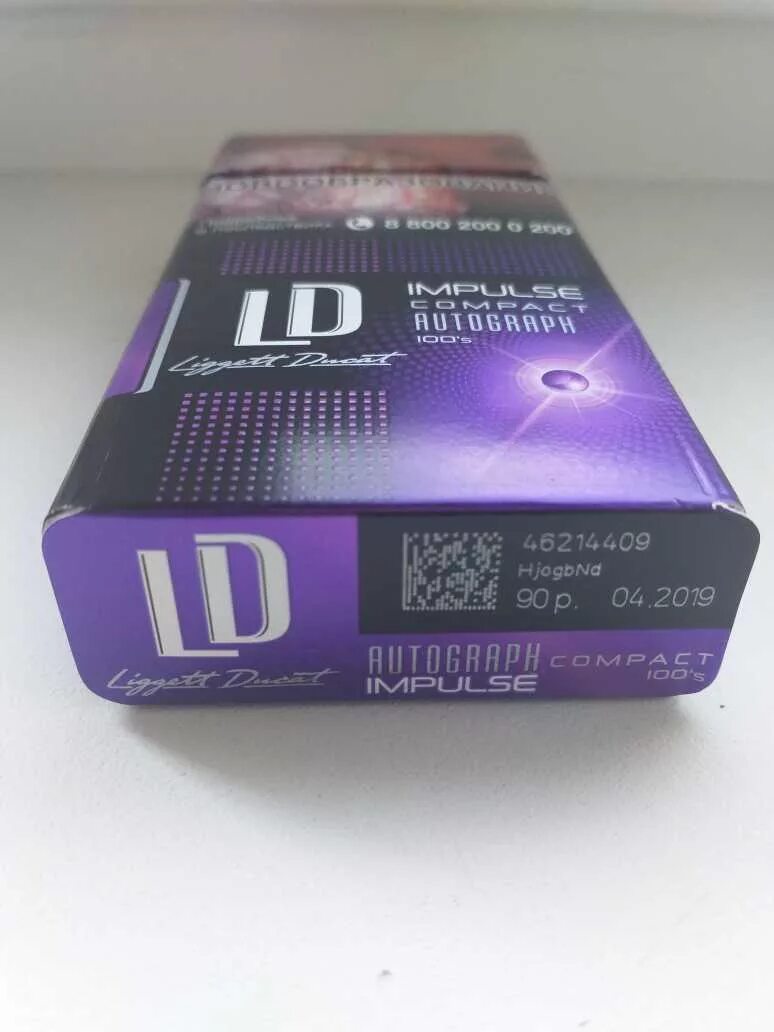 8 800 200 0 200
LD
Liggett Ducat
IMPULSE
COMPACT
AUTOGRAPH
100's
LD
Liggett Ducat
46214409
HjogbNd
90 р. 04.2019
AUTOGRAPH COMPACT
IMPULSE 100's